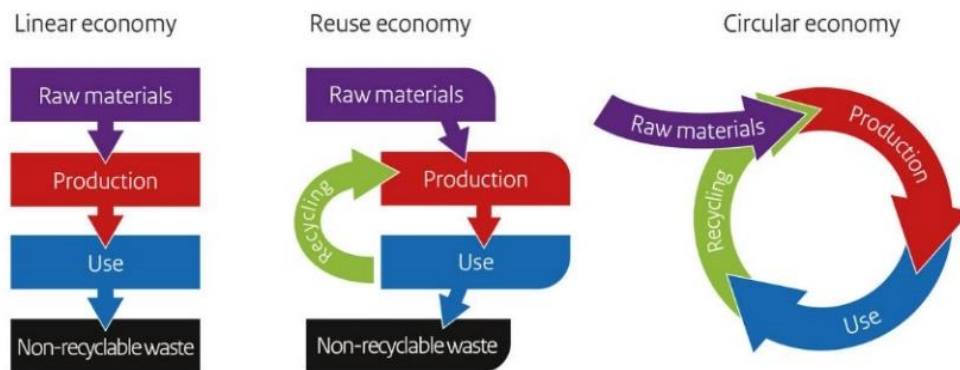 Linear economy
Raw materials
Production
Use
Non-recyclable waste
Reuse economy
Raw materials
Production
Recycling
Use
Non-recyclable waste
Circular economy
Raw materials
Production
Recycling
Use